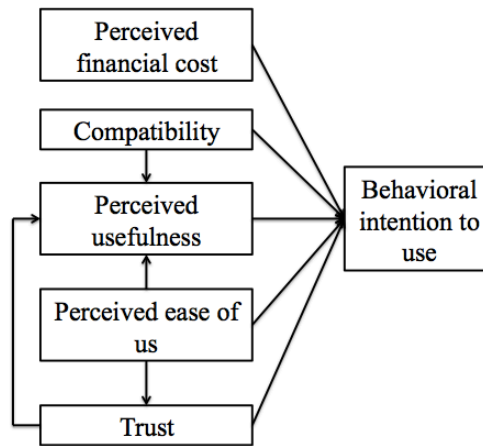 Perceived
financial cost
Compatibility
Perceived
usefulness
Behavioral
intention to
use
Perceived ease of
us
Trust